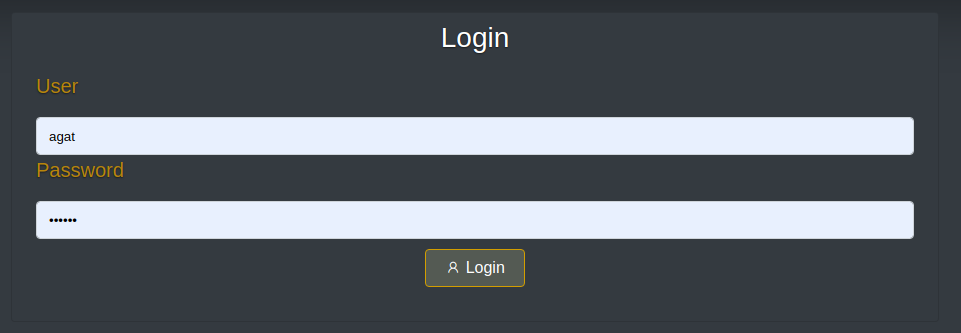 Login
User
agat
Password
••••••
Login